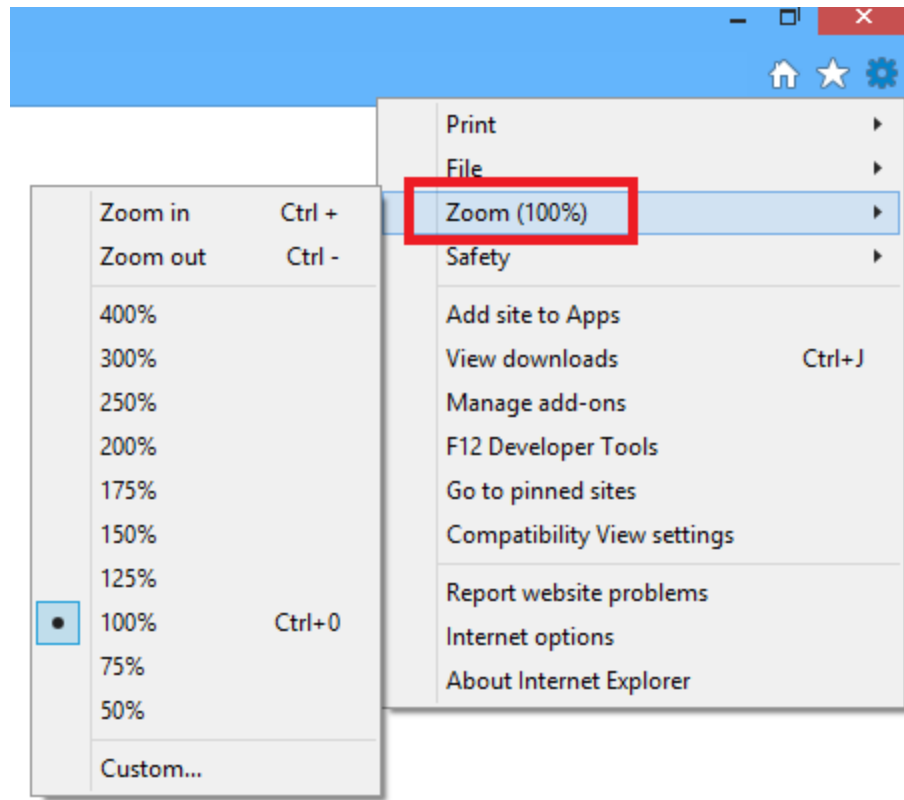 Print
File
Zoom (100%)
Safety
Add site to Apps
View downloads Ctrl+J
Manage add-ons
F12 Developer Tools
Go to pinned sites
Compatibility View settings
Report website problems
Internet options
About Internet Explorer
Zoom in Ctrl +
Zoom out Ctrl -
400%
300%
250%
200%
175%
150%
125%
100% Ctrl+0
75%
50%
Custom...